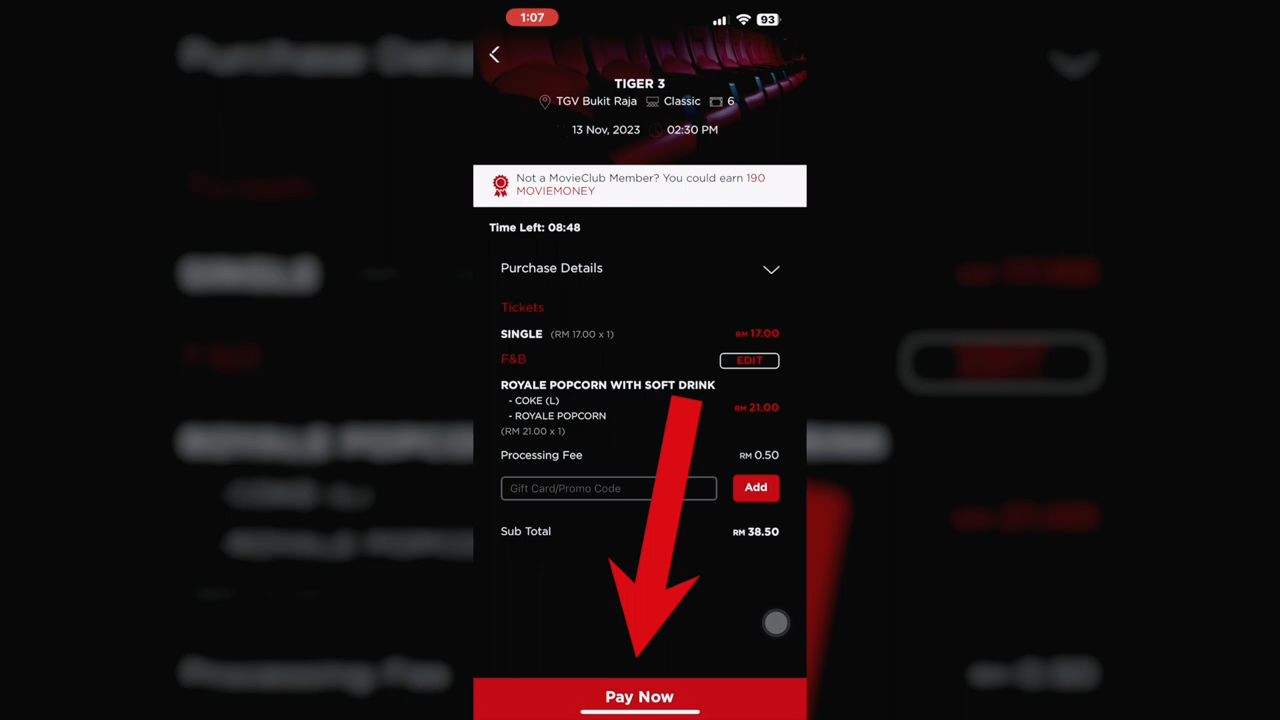 1:07
93
TIGER 3
TGV Bukit Raja Classic 6
13 Nov, 2023 02:30 PM
Not a MovieClub Member? You could earn 190
MOVIEMONEY
Time Left: 08:48
Purchase Details
Tickets
SINGLE (RM 17.00 x 1) RM 17.00
F&B EDIT
ROYALE POPCORN WITH SOFT DRINK
- COKE (L)
- ROYALE POPCORN
RM 21.00
(RM 21.00 x 1)
Processing Fee RM 0.50
Gift Card/Promo Code Add
Sub Total RM 38.50
Pay Now